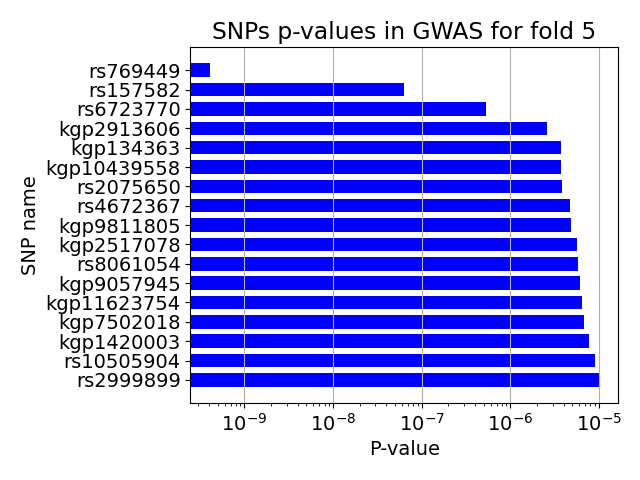 SNPs p-values in GWAS for fold 5
rs769449
rs157582
rs6723770
kgp2913606
kgp134363
kgp10439558
rs2075650
rs4672367
kgp9811805
kgp2517078
rs8061054
kgp9057945
kgp11623754
kgp7502018
kgp1420003
rs10505904
rs2999899
SNP name
10⁻⁹ 10⁻⁸ 10⁻⁷ 10⁻⁶ 10⁻⁵
P-value